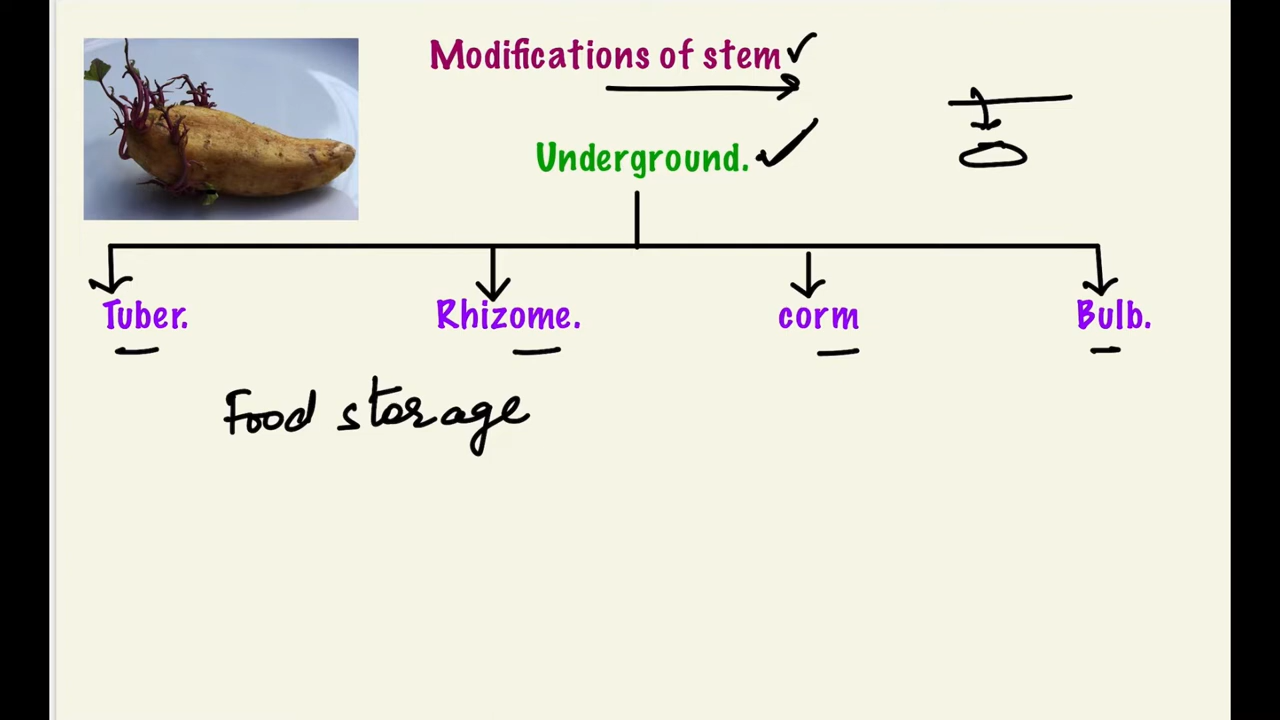 Modifications of stem
Underground.
Tuber. Rhizome. corm Bulb.
Food storage